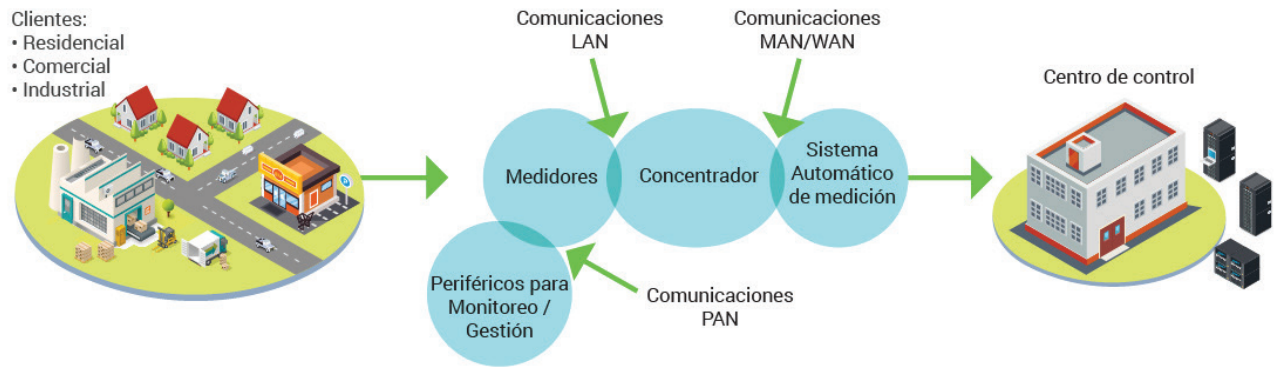 Clientes:
• Residencial
• Comercial
• Industrial
Comunicaciones
LAN
Comunicaciones
MAN/WAN
Centro de control
Medidores
Concentrador
Sistema
Automático
de medición
Periféricos para
Monitoreo /
Gestión
Comunicaciones
PAN